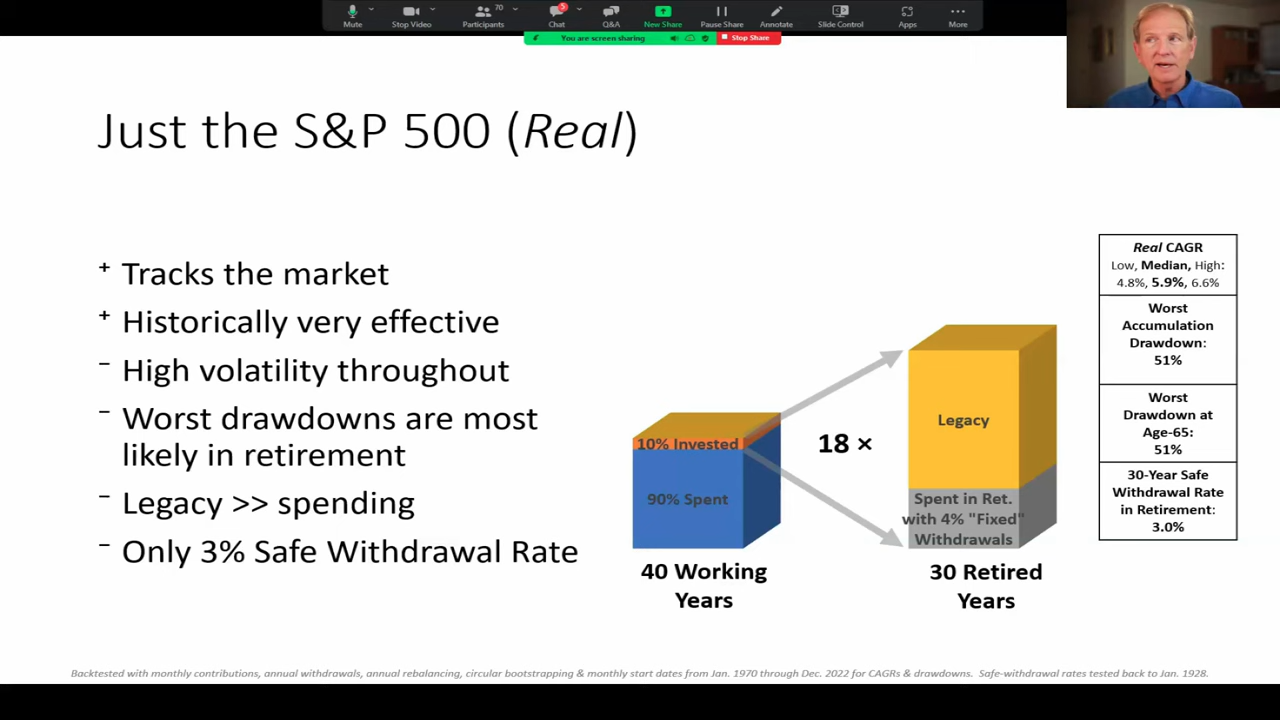 70
5
Mute
Stop Video
Participants
Chat
Q&A
New Share
Pause Share
Annotate
Slide Control
Apps
More
You are screen sharing
Stop Share
Just the S&P 500 (Real)
+ Tracks the market
+ Historically very effective
− High volatility throughout
− Worst drawdowns are most
likely in retirement
− Legacy >> spending
− Only 3% Safe Withdrawal Rate
10% Invested
90% Spent
40 Working
Years
18 ×
Legacy
Spent in Ret.
with 4% "Fixed"
Withdrawals
30 Retired
Years
Real CAGR
Low, Median, High:
4.8%, 5.9%, 6.6%
Worst
Accumulation
Drawdown:
51%
Worst
Drawdown at
Age-65:
51%
30-Year Safe
Withdrawal Rate
in Retirement:
3.0%
Backtested with monthly contributions, annual withdrawals, annual rebalancing, circular bootstrapping & monthly start dates from Jan. 1970 through Dec. 2022 for CAGRs & drawdowns. Safe-withdrawal rates tested back to Jan. 1928.